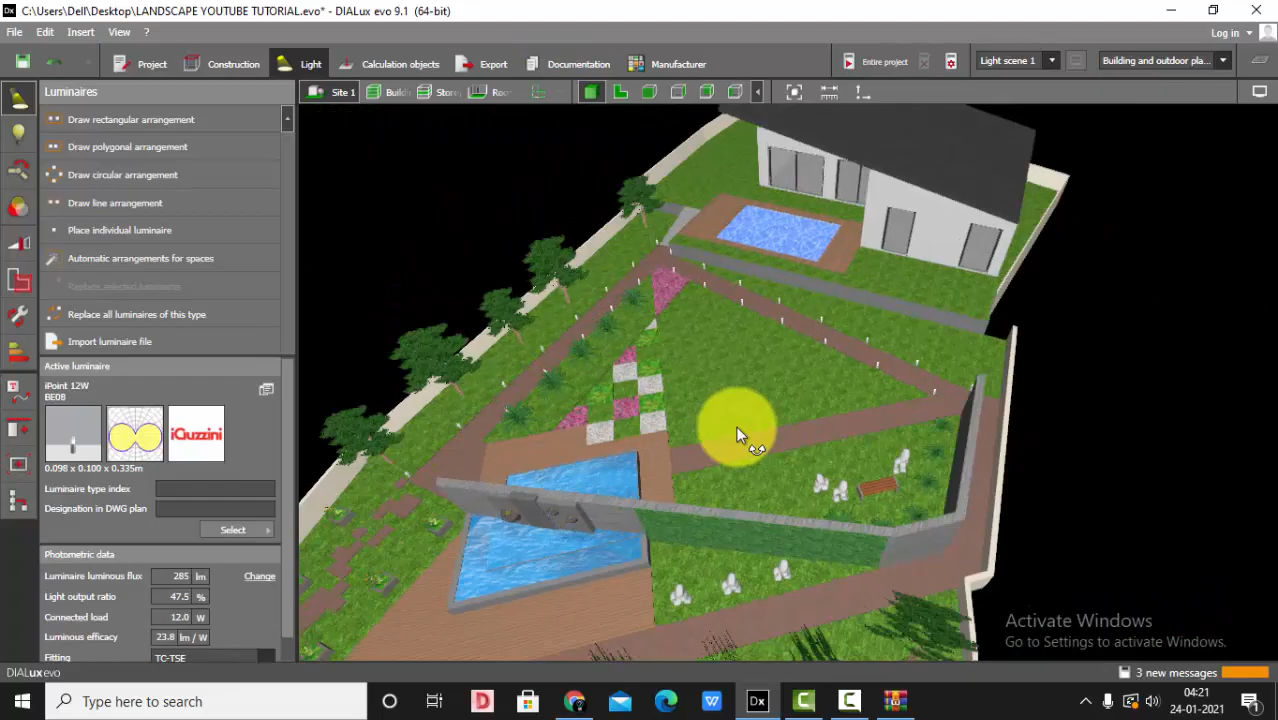 C:\Users\Dell\Desktop\LANDSCAPE YOUTUBE TUTORIAL.evo* - DIALux evo 9.1 (64-bit)
File Edit Insert View ?
Log in
Project Construction Light Calculation objects Export Documentation Manufacturer
Entire project
Light scene 1
Building and outdoor pla...
Luminaires
Site 1 Build Store Roo
Draw rectangular arrangement
Draw polygonal arrangement
Draw circular arrangement
Draw line arrangement
Place individual luminaire
Automatic arrangements for spaces
Replace selected luminaires
Replace all luminaires of this type
Import luminaire file
Active luminaire
iPoint 12W
BE08
iGuzzini
0.098 x 0.100 x 0.335m
Luminaire type index
Designation in DWG plan
Select
Photometric data
Luminaire luminous flux 285 lm Change
Light output ratio 47.5 %
Connected load 12.0 W
Luminous efficacy 23.8 lm / W
Fitting TC-TSE
Activate Windows
Go to Settings to activate Windows.
DIALux evo
3 new messages
Type here to search
04:21
24-01-2021